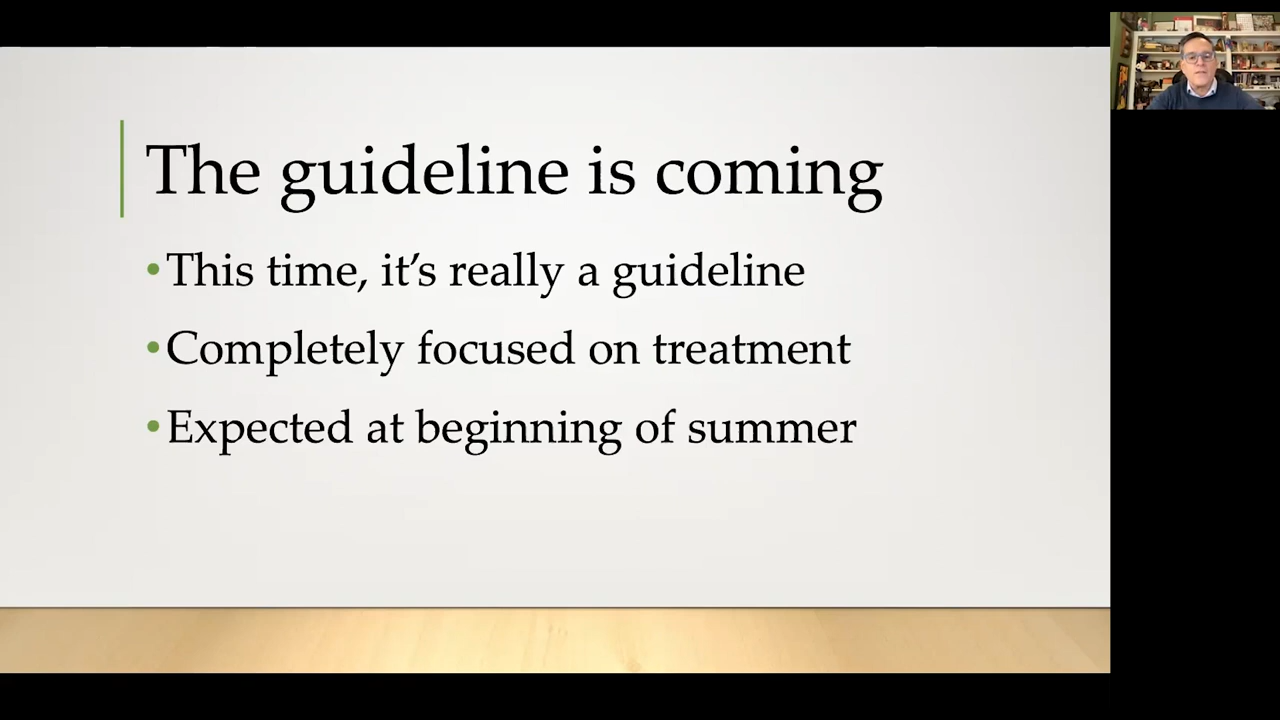 The guideline is coming
•This time, it’s really a guideline
•Completely focused on treatment
•Expected at beginning of summer